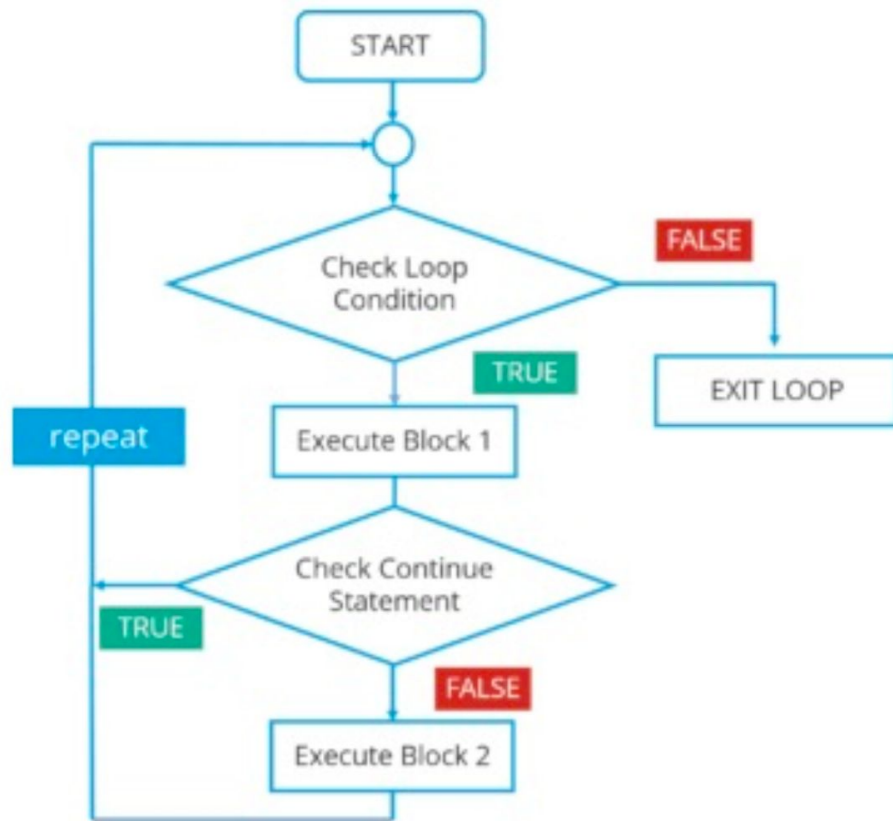 START
Check Loop
Condition
FALSE
TRUE
EXIT LOOP
repeat
Execute Block 1
Check Continue
Statement
TRUE
FALSE
Execute Block 2